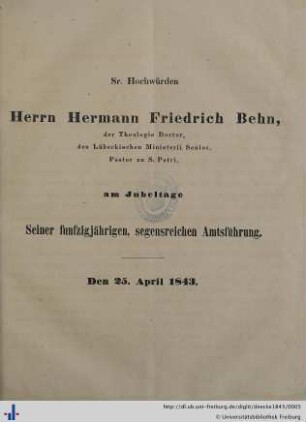 Sr. Hochwürden
Herrn Hermann Friedrich Behn,
der Theologie Doctor,
des Lübeckischen Ministerii Senior,
Pastor zu S. Petri,
am Jubeltage
Seiner funfzigjährigen, segensreichen Amtsführung.
Den 25. April 1843.
http://dl.ub.uni-freiburg.de/diglit/deecke1843/0003
© Universitätsbibliothek Freiburg